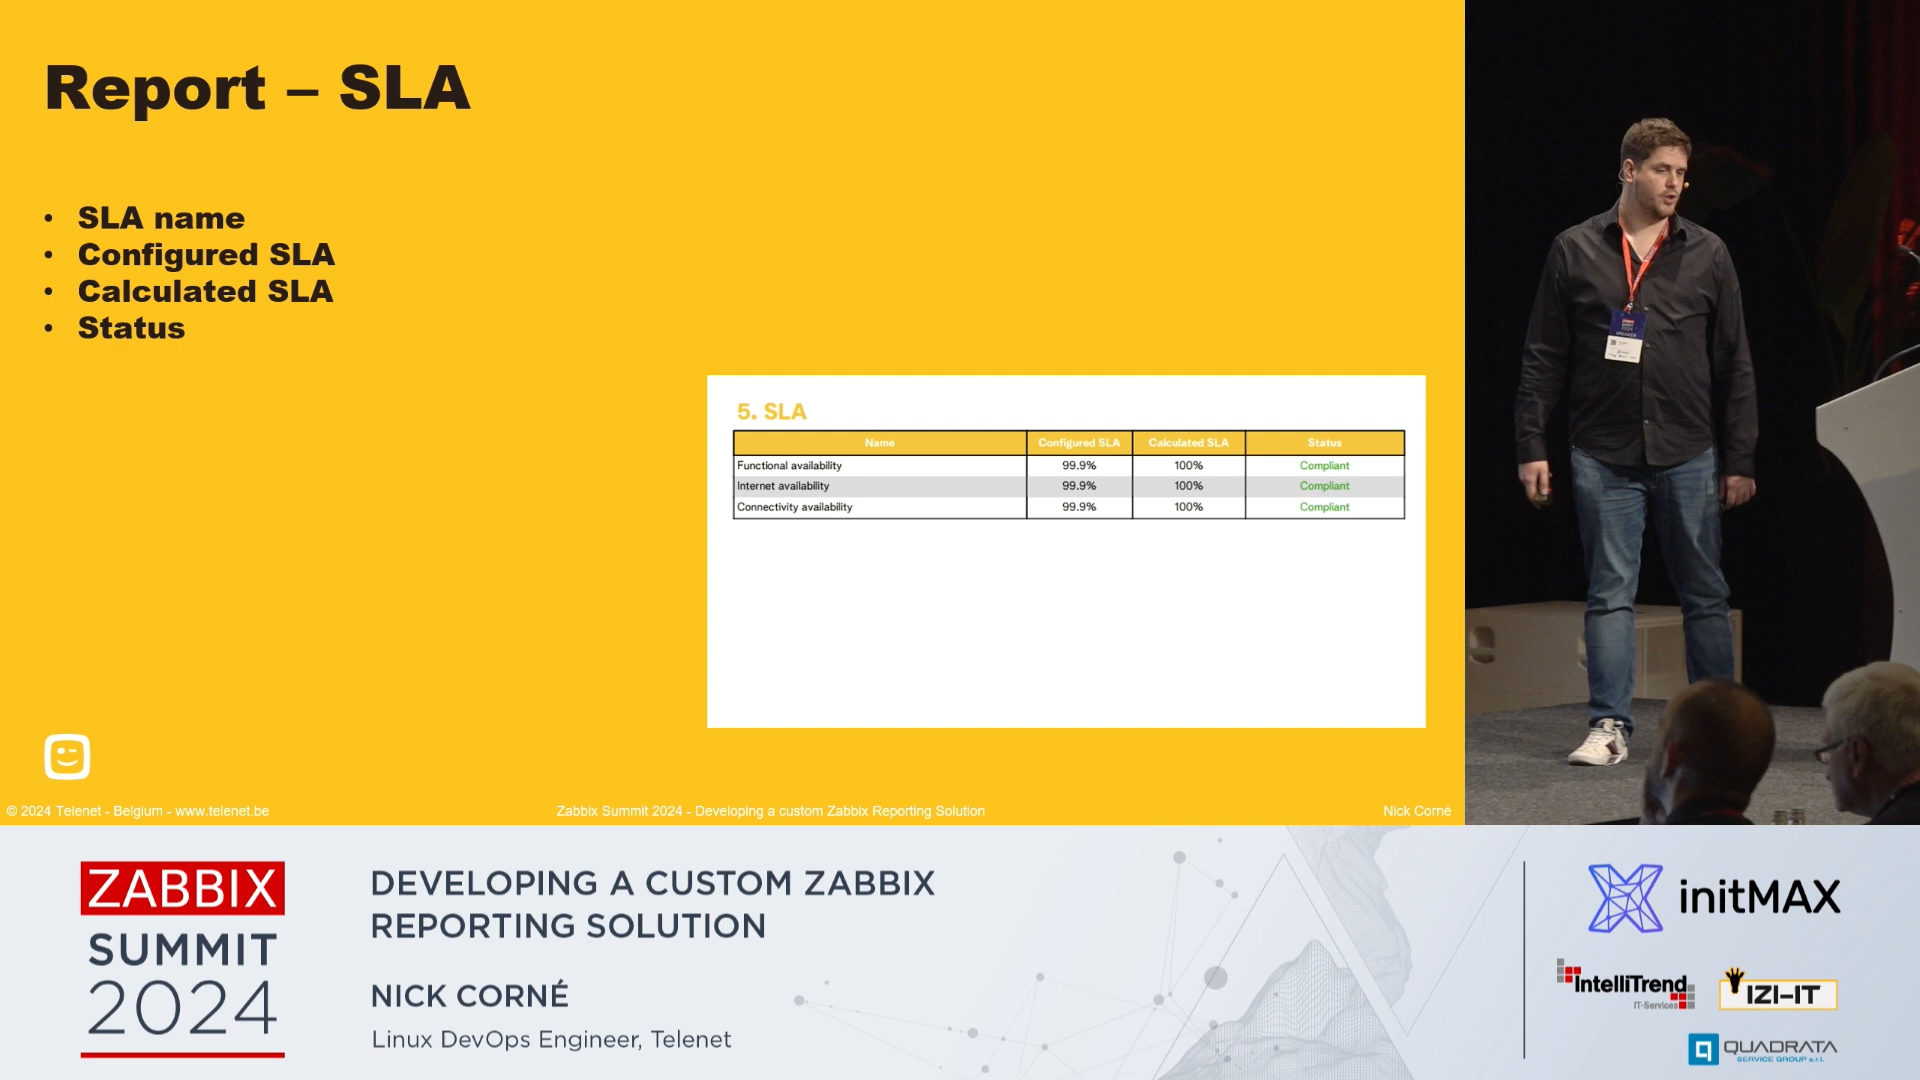 Report – SLA
• SLA name
• Configured SLA
• Calculated SLA
• Status
5. SLA
Name Configured SLA Calculated SLA Status
Functional availability 99.9% 100% Compliant
Internet availability 99.9% 100% Compliant
Connectivity availability 99.9% 100% Compliant
© 2024 Telenet - Belgium - www.telenet.be
Zabbix Summit 2024 - Developing a custom Zabbix Reporting Solution
Nick Corné
SPEAKER
ZABBIX
SUMMIT
2024
DEVELOPING A CUSTOM ZABBIX
REPORTING SOLUTION
NICK CORNÉ
Linux DevOps Engineer, Telenet
initMAX
IntelliTrend
IT-Services
IZI-IT
QUADRATA
SERVICE GROUP s.r.l.